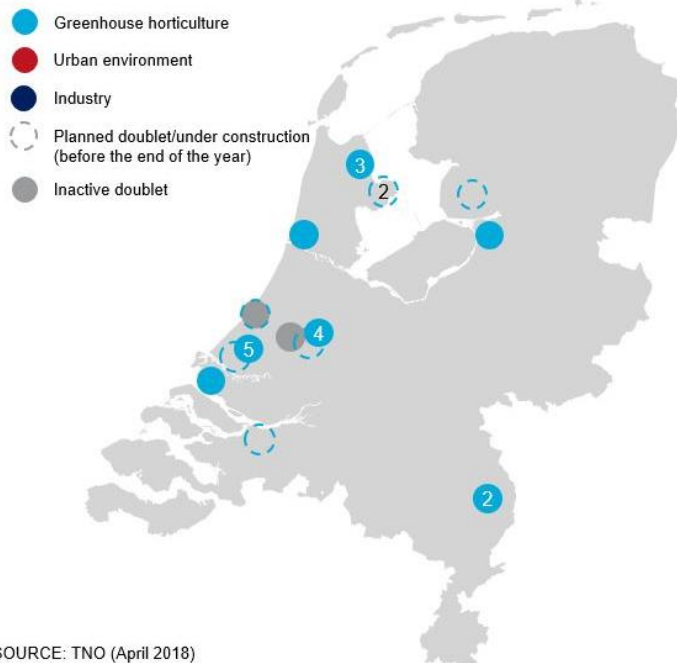 Greenhouse horticulture
Urban environment
Industry
Planned doublet/under construction
(before the end of the year)
Inactive doublet
3
2
4
5
2
SOURCE: TNO (April 2018)